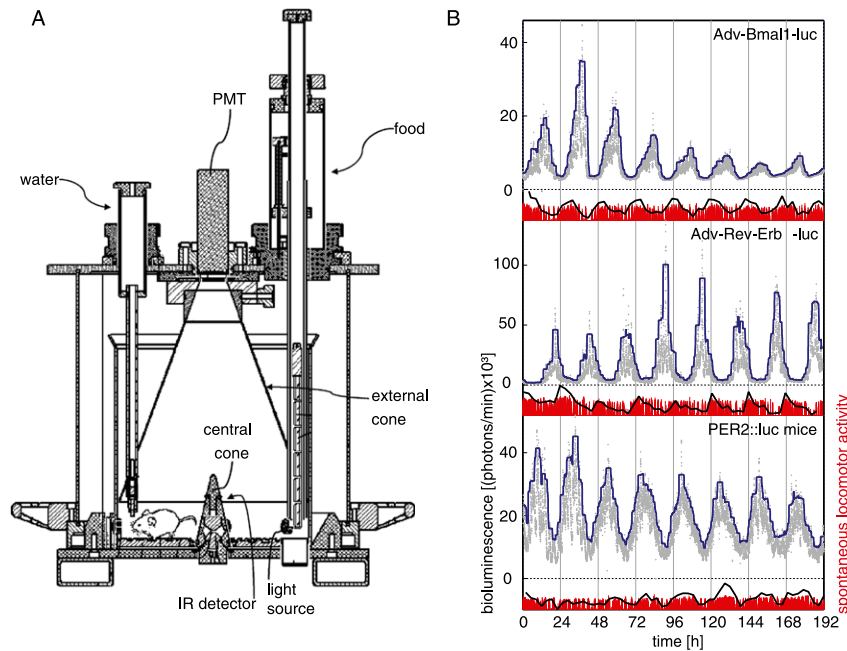 A
PMT
food
water
external
cone
central
cone
light
source
IR detector
B
Adv-Bmal1-luc
40
20
0
Adv-Rev-Erb -luc
100
50
0
PER2::luc mice
40
20
0
bioluminescence [(photons/min)x10³]
spontaneous locomotor activity
0 24 48 72 96 120 144 168 192
time [h]